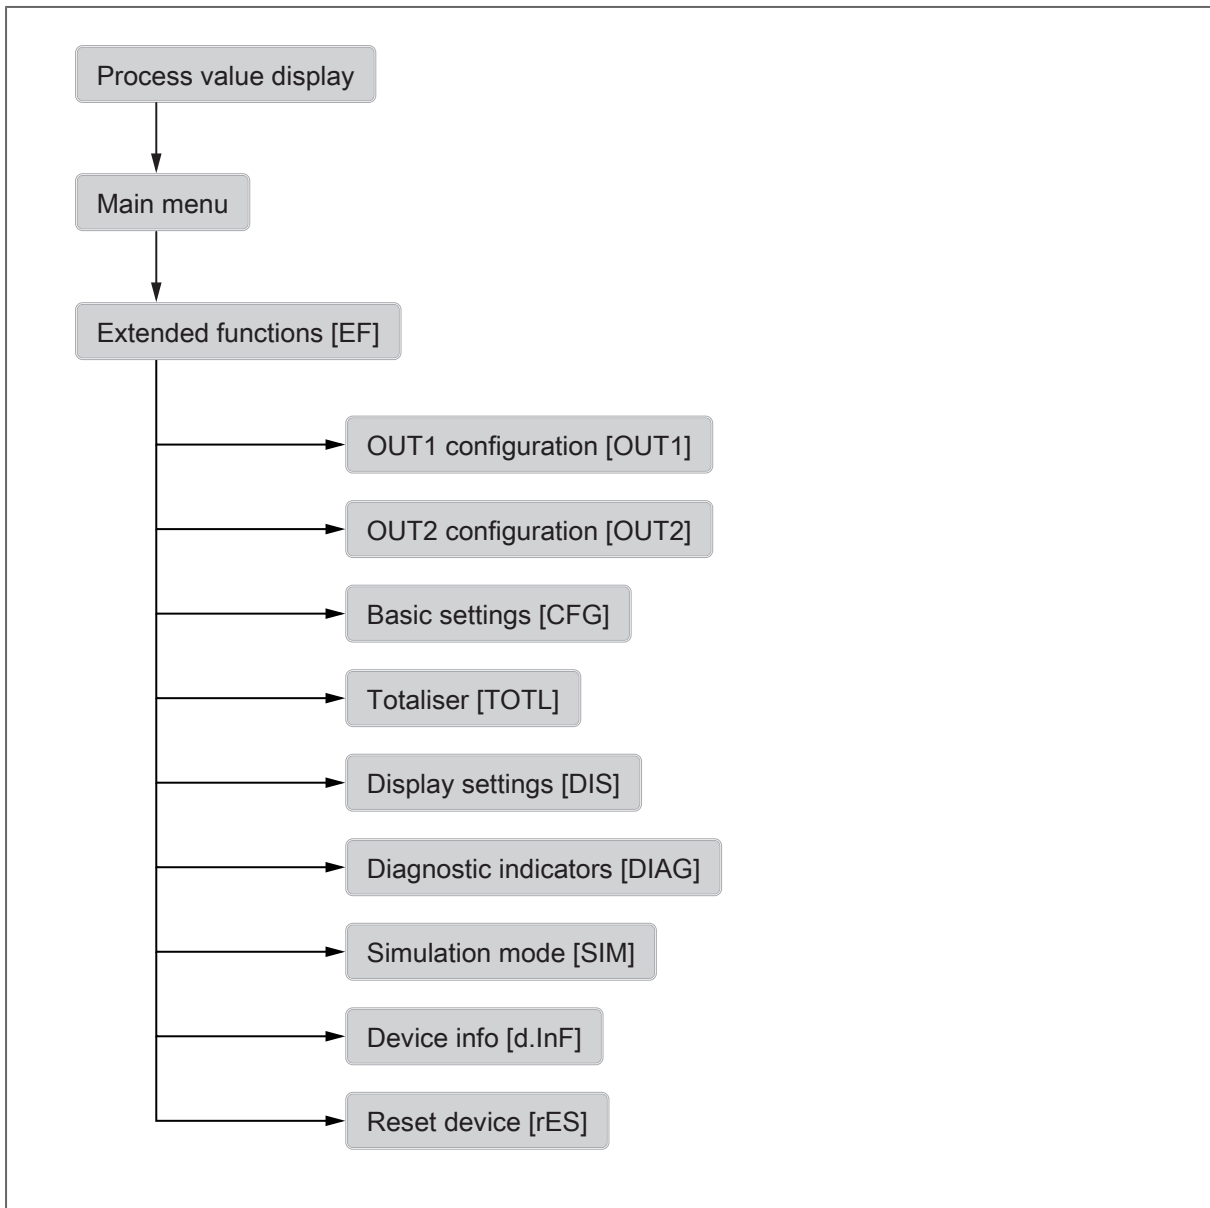 Process value display
Main menu
Extended functions [EF]
OUT1 configuration [OUT1]
OUT2 configuration [OUT2]
Basic settings [CFG]
Totaliser [TOTL]
Display settings [DIS]
Diagnostic indicators [DIAG]
Simulation mode [SIM]
Device info [d.InF]
Reset device [rES]